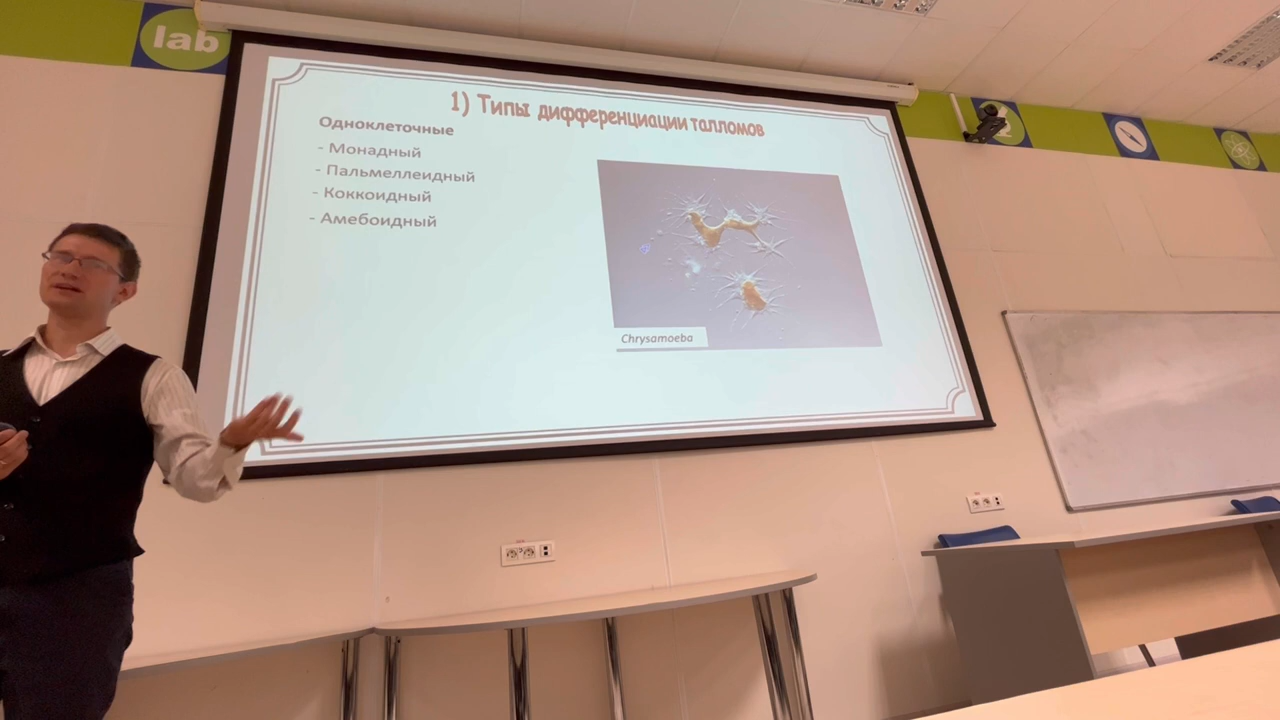 lab
1) Типы дифференциации талломов
Одноклеточные
- Монадный
- Пальмеллеидный
- Коккоидный
- Амебоидный
Chrysamoeba